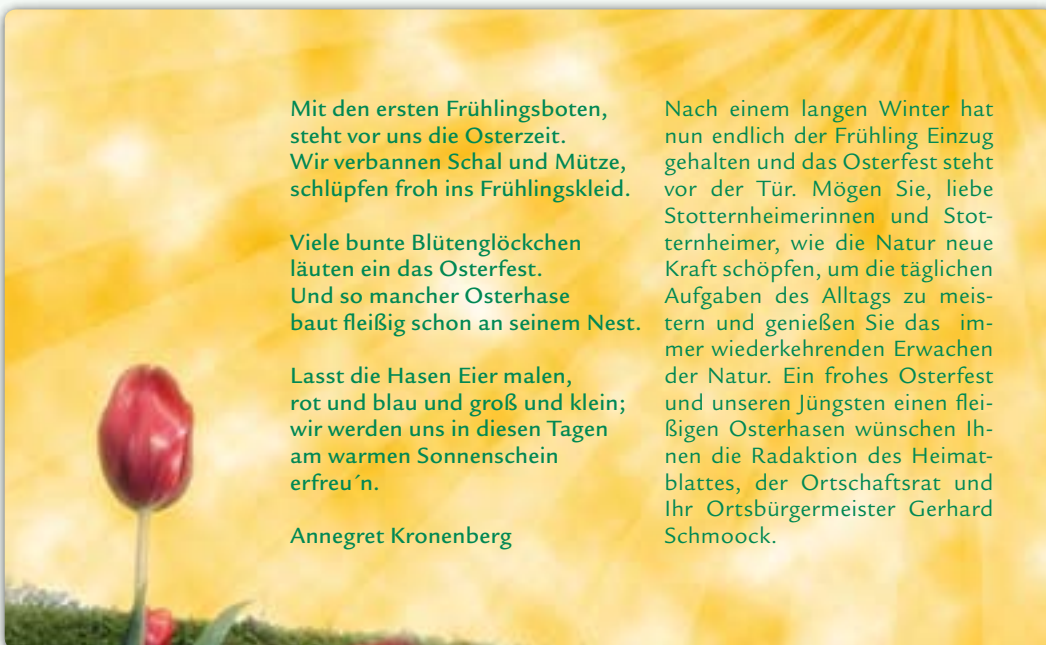 Mit den ersten Frühlingsboten,
steht vor uns die Osterzeit.
Wir verbannen Schal und Mütze,
schlüpfen froh ins Frühlingskleid.
Viele bunte Blütenglöckchen
läuten ein das Osterfest.
Und so mancher Osterhase
baut fleißig schon an seinem Nest.
Lasst die Hasen Eier malen,
rot und blau und groß und klein;
wir werden uns in diesen Tagen
am warmen Sonnenschein
erfreu´n.
Annegret Kronenberg
Nach einem langen Winter hat
nun endlich der Frühling Einzug
gehalten und das Osterfest steht
vor der Tür. Mögen Sie, liebe
Stotternheimerinnen und Stot-
ternheimer, wie die Natur neue
Kraft schöpfen, um die täglichen
Aufgaben des Alltags zu meis-
tern und genießen Sie das im-
mer wiederkehrenden Erwachen
der Natur. Ein frohes Osterfest
und unseren Jüngsten einen flei-
ßigen Osterhasen wünschen Ih-
nen die Radaktion des Heimat-
blattes, der Ortschaftsrat und
Ihr Ortsbürgermeister Gerhard
Schmoock.